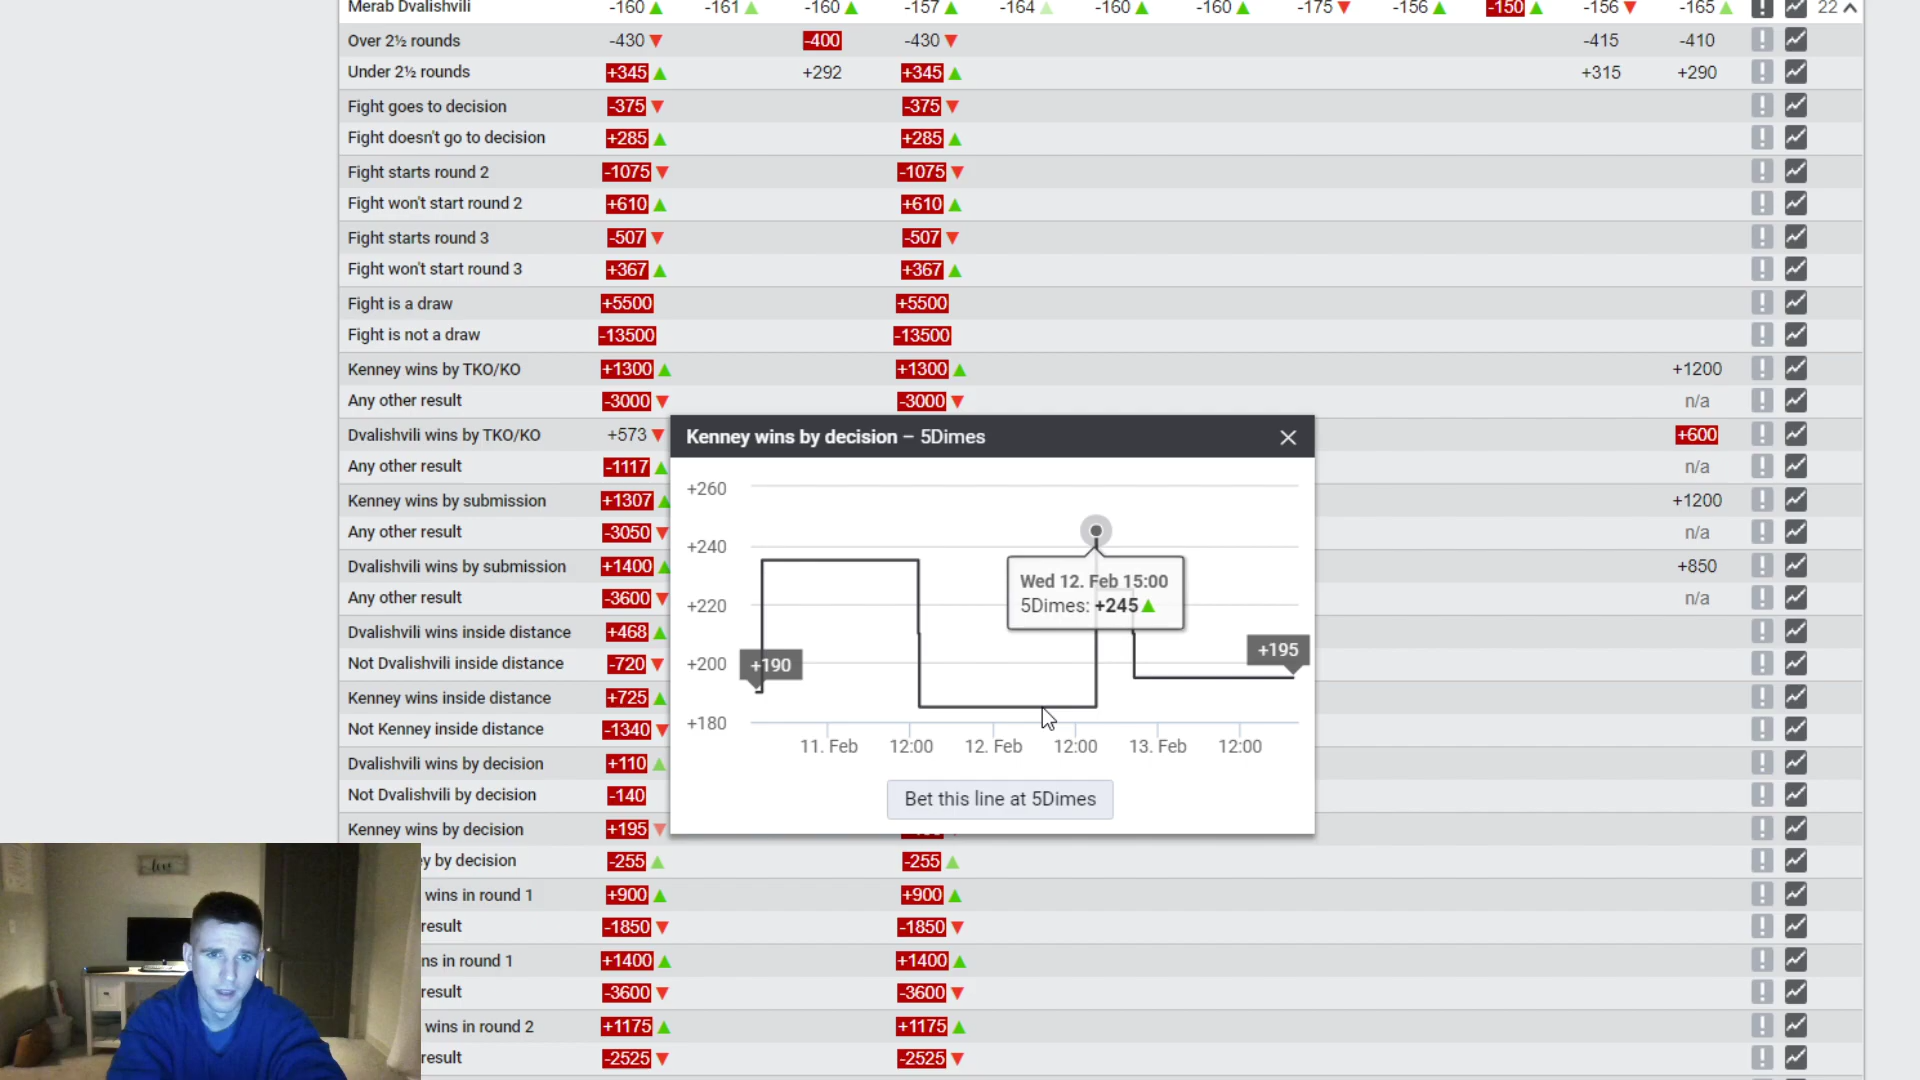 Merab Dvalishvili -160 -161 -160 -157 -164 -160 -160 -175 -156 -150 -156 -165 22
Over 2½ rounds -430 -400 -430 -415 -410
Under 2½ rounds +345 +292 +345 +315 +290
Fight goes to decision -375 -375
Fight doesn't go to decision +285 +285
Fight starts round 2 -1075 -1075
Fight won't start round 2 +610 +610
Fight starts round 3 -507 -507
Fight won't start round 3 +367 +367
Fight is a draw +5500 +5500
Fight is not a draw -13500 -13500
Kenney wins by TKO/KO +1300 +1300 +1200
Any other result -3000 -3000 n/a
Dvalishvili wins by TKO/KO +573 +600
Any other result -1117 n/a
Kenney wins by submission +1307 +1200
Any other result -3050 n/a
Dvalishvili wins by submission +1400 +850
Any other result -3600 n/a
Dvalishvili wins inside distance +468
Not Dvalishvili inside distance -720
Kenney wins inside distance +725
Not Kenney inside distance -1340
Dvalishvili wins by decision +110
Not Dvalishvili by decision -140
Kenney wins by decision +195
y by decision -255 -255
wins in round 1 +900 +900
result -1850 -1850
ns in round 1 +1400 +1400
result -3600 -3600
wins in round 2 +1175 +1175
result -2525 -2525
Kenney wins by decision – 5Dimes
+260
+240
+220
+200
+180
+190
Wed 12. Feb 15:00
5Dimes: +245
+195
11. Feb 12:00 12. Feb 12:00 13. Feb 12:00
Bet this line at 5Dimes